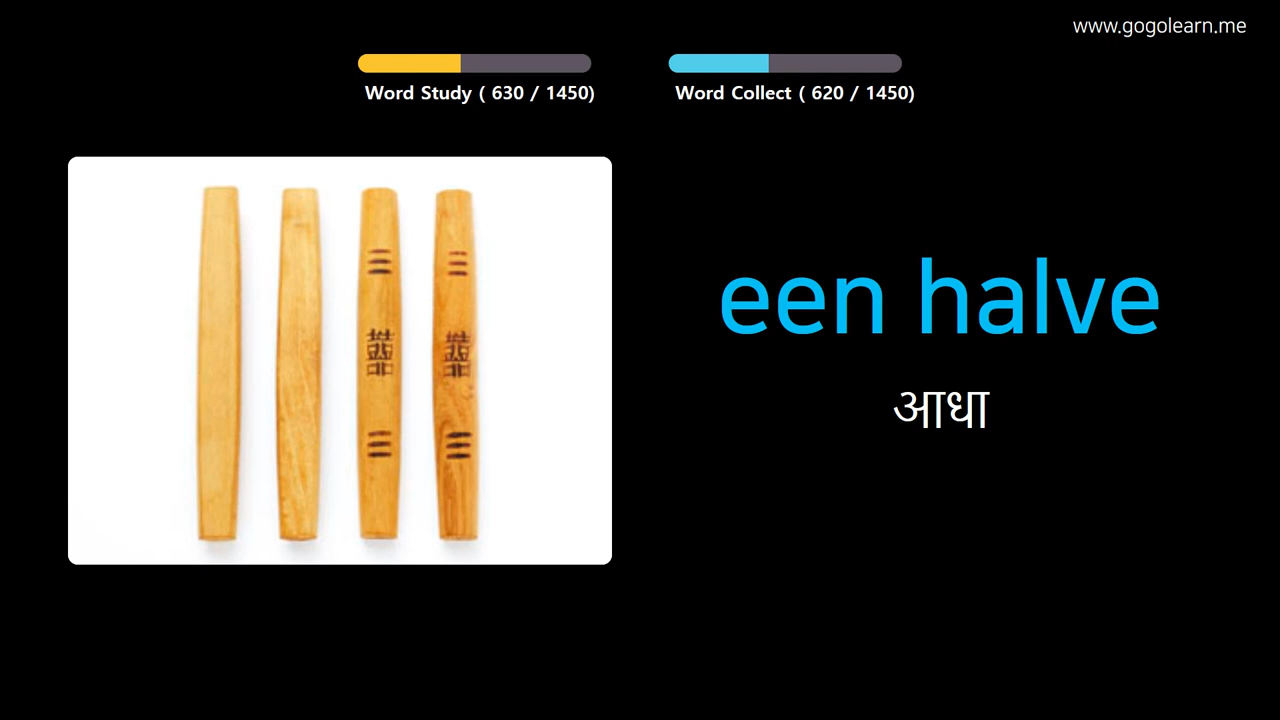 www.gogolearn.me
Word Study ( 630 / 1450)
Word Collect ( 620 / 1450)
een halve
आधा